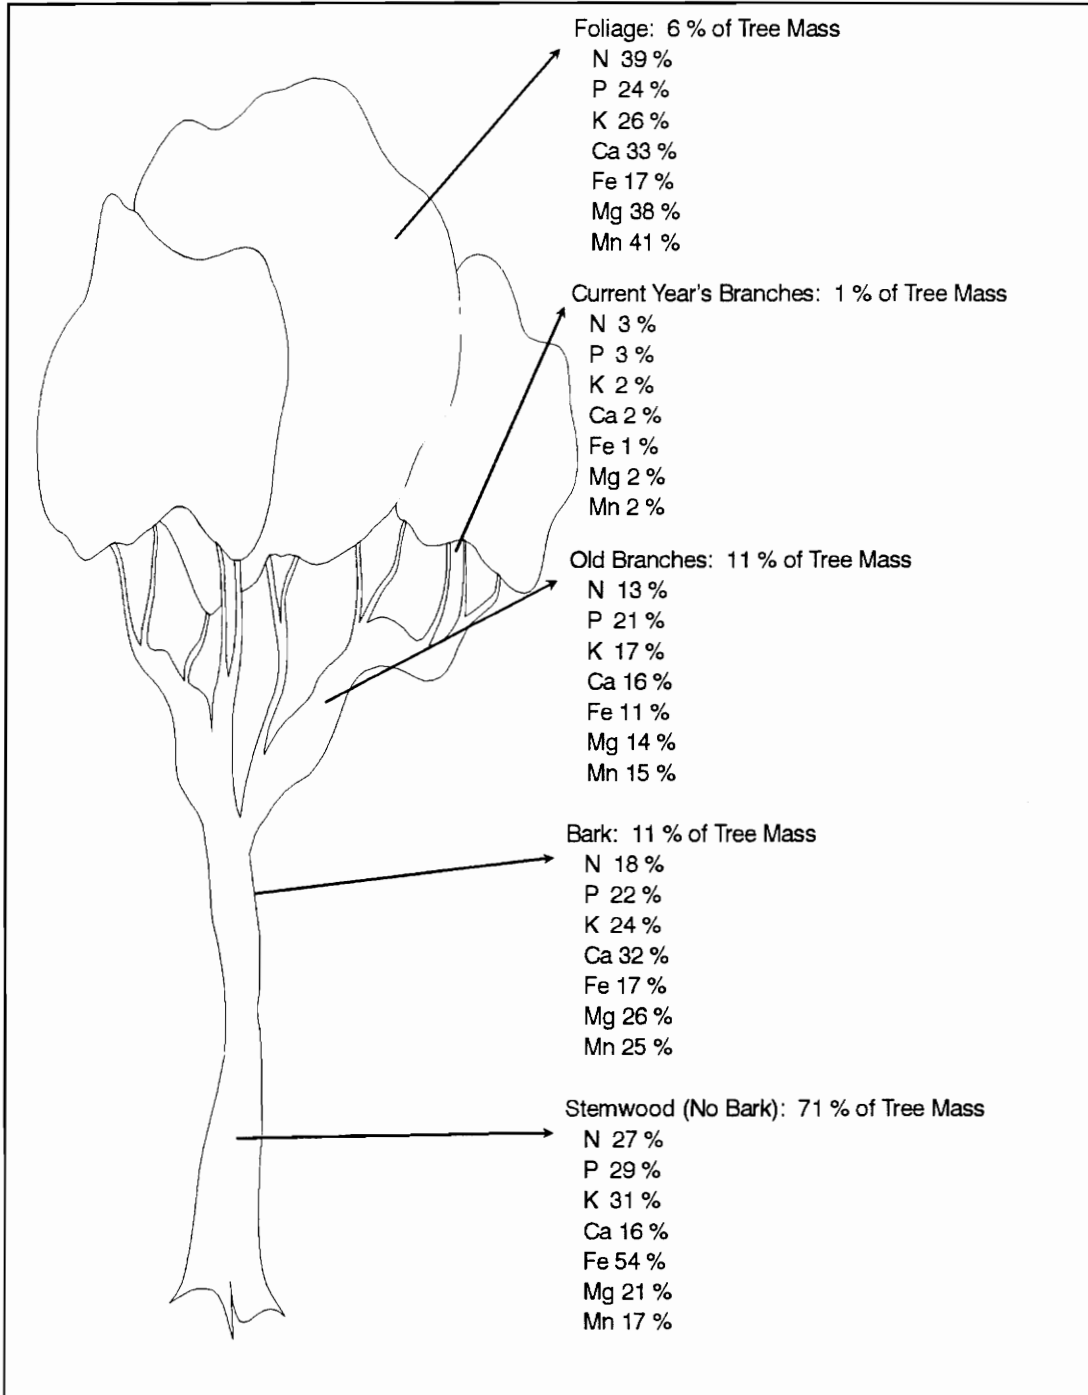 Foliage: 6 % of Tree Mass
N 39 %
P 24 %
K 26 %
Ca 33 %
Fe 17 %
Mg 38 %
Mn 41 %
Current Year's Branches: 1 % of Tree Mass
N 3 %
P 3 %
K 2 %
Ca 2 %
Fe 1 %
Mg 2 %
Mn 2 %
Old Branches: 11 % of Tree Mass
N 13 %
P 21 %
K 17 %
Ca 16 %
Fe 11 %
Mg 14 %
Mn 15 %
Bark: 11 % of Tree Mass
N 18 %
P 22 %
K 24 %
Ca 32 %
Fe 17 %
Mg 26 %
Mn 25 %
Stemwood (No Bark): 71 % of Tree Mass
N 27 %
P 29 %
K 31 %
Ca 16 %
Fe 54 %
Mg 21 %
Mn 17 %